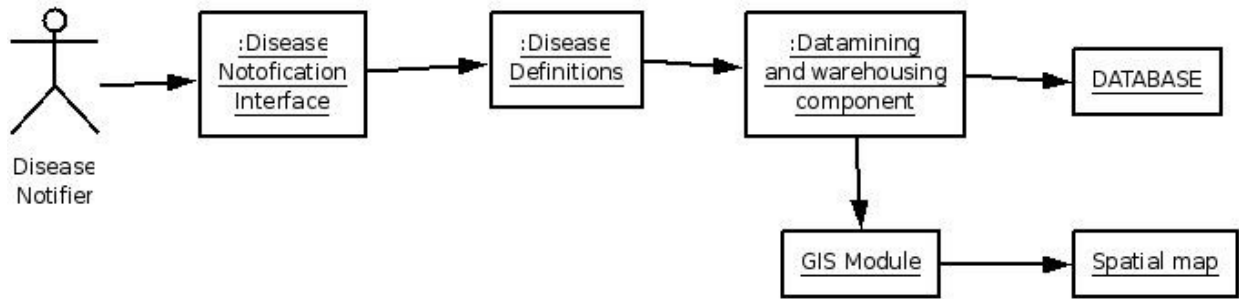 :Disease
Notofication
Interface
:Disease
Definitions
:Datamining
and warehousing
component
DATABASE
Disease
Notifier
GIS Module
Spatial map